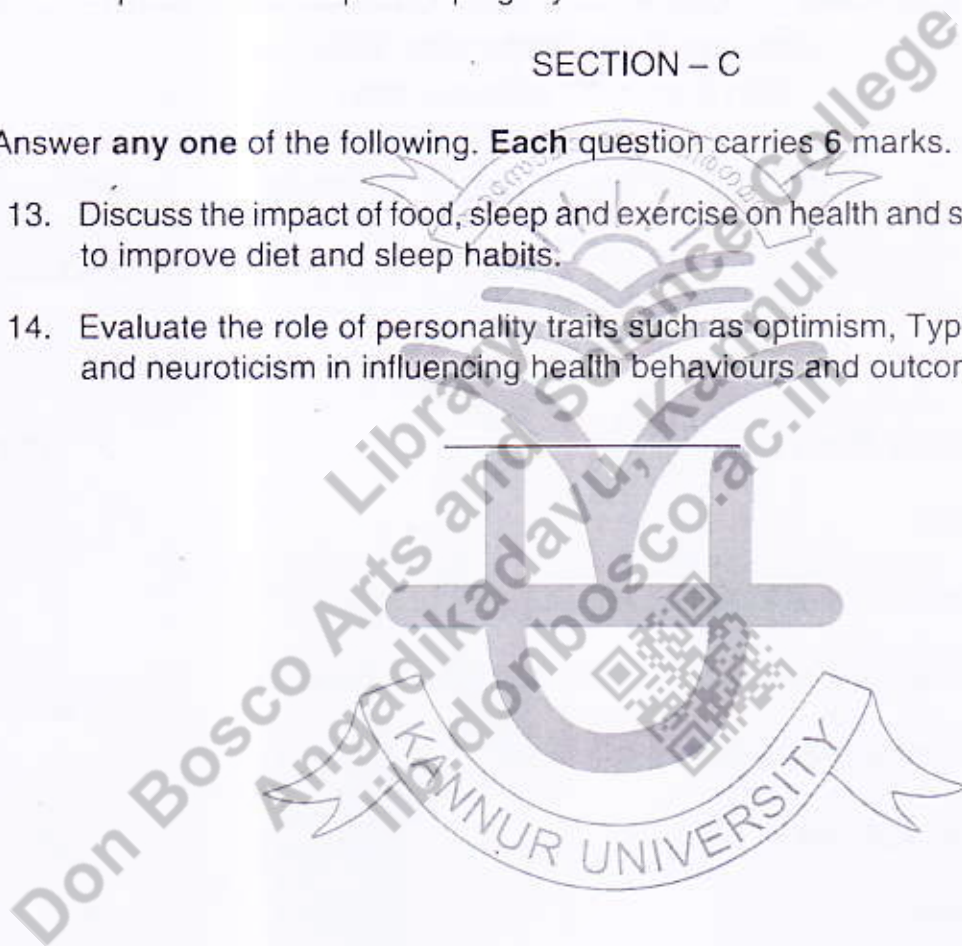 SECTION – C
Answer any one of the following. Each question carries 6 marks.
13. Discuss the impact of food, sleep and exercise on health and s
to improve diet and sleep habits.
14. Evaluate the role of personality traits such as optimism, Typ
and neuroticism in influencing health behaviours and outcor
Library
Don Bosco Arts and Science College
Angadikadavu, Kannur
lib.donbosco.ac.in
KANNUR UNIVERSITY